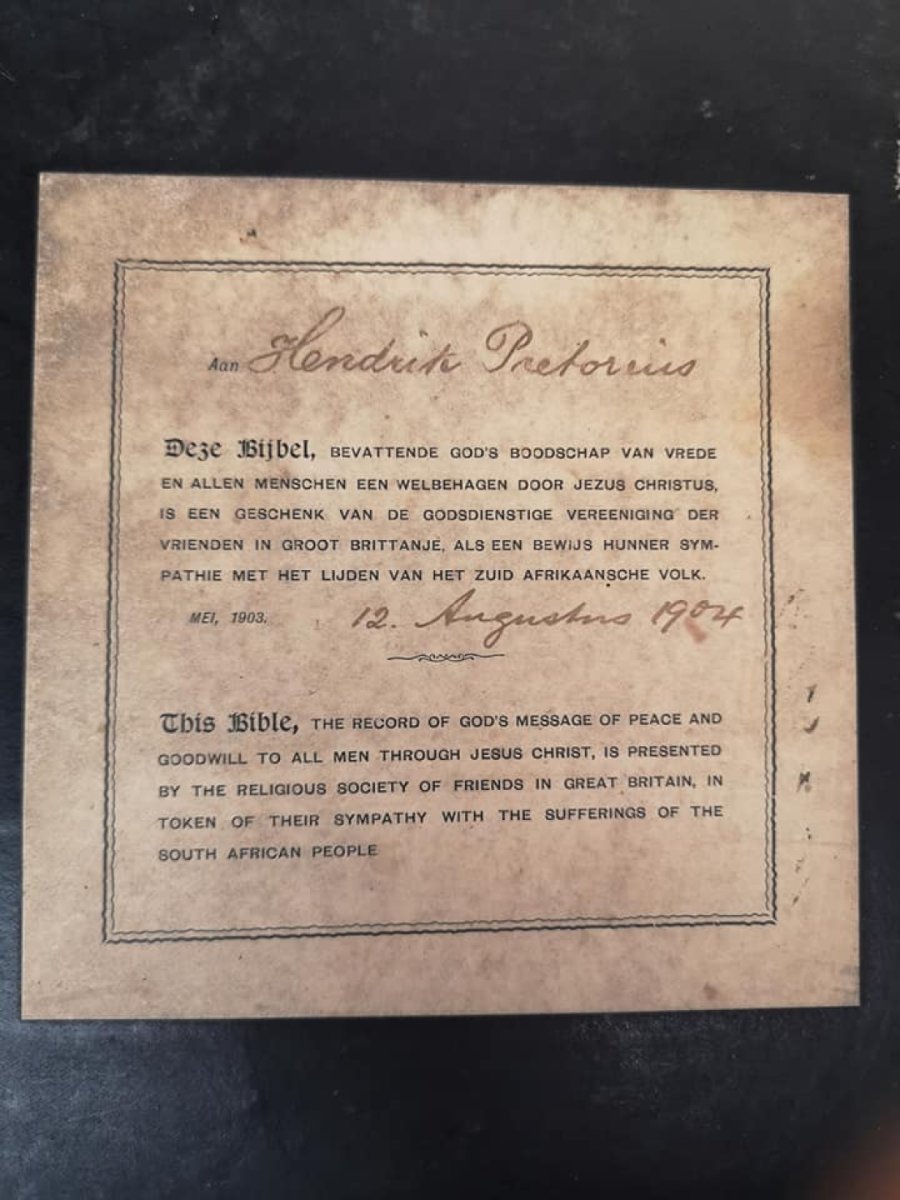 Aan Hendrik Pretorius
Deze Bijbel, BEVATTENDE GOD'S BOODSCHAP VAN VREDE
EN ALLEN MENSCHEN EEN WELBEHAGEN DOOR JEZUS CHRISTUS,
IS EEN GESCHENK VAN DE GODSDIENSTIGE VEREENIGING DER
VRIENDEN IN GROOT BRITTANJE, ALS EEN BEWIJS HUNNER SYM-
PATHIE MET HET LIJDEN VAN HET ZUID AFRIKAANSCHE VOLK.
MEI, 1903. 12. Augustus 1904
This Bible, THE RECORD OF GOD'S MESSAGE OF PEACE AND
GOODWILL TO ALL MEN THROUGH JESUS CHRIST, IS PRESENTED
BY THE RELIGIOUS SOCIETY OF FRIENDS IN GREAT BRITAIN, IN
TOKEN OF THEIR SYMPATHY WITH THE SUFFERINGS OF THE
SOUTH AFRICAN PEOPLE